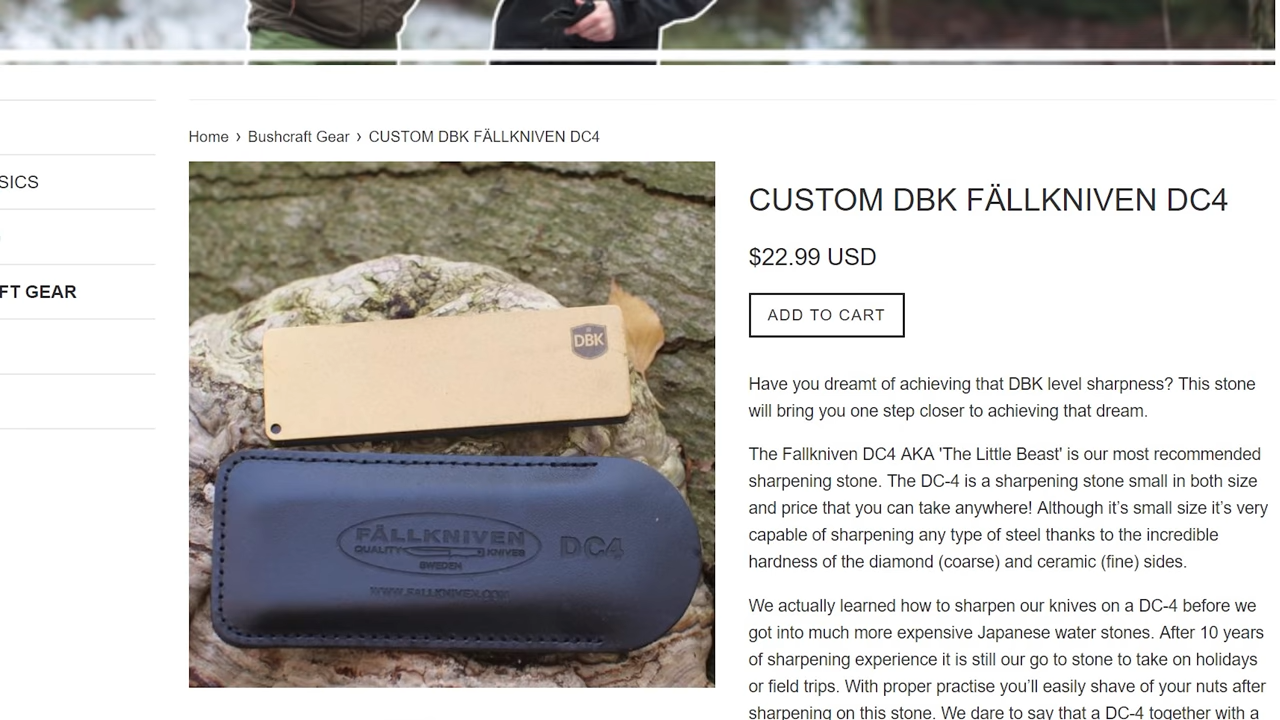 Home › Bushcraft Gear › CUSTOM DBK FÄLLKNIVEN DC4
SICS
FT GEAR
DBK
FÄLLKNIVEN
QUALITY KNIVES
SWEDEN
DC4
WWW.FALLKNIVEN.COM
CUSTOM DBK FÄLLKNIVEN DC4
$22.99 USD
ADD TO CART
Have you dreamt of achieving that DBK level sharpness? This stone
will bring you one step closer to achieving that dream.
The Fallkniven DC4 AKA 'The Little Beast' is our most recommended
sharpening stone. The DC-4 is a sharpening stone small in both size
and price that you can take anywhere! Although it’s small size it’s very
capable of sharpening any type of steel thanks to the incredible
hardness of the diamond (coarse) and ceramic (fine) sides.
We actually learned how to sharpen our knives on a DC-4 before we
got into much more expensive Japanese water stones. After 10 years
of sharpening experience it is still our go to stone to take on holidays
or field trips. With proper practise you’ll easily shave of your nuts after
sharpening on this stone. We dare to say that a DC-4 together with a